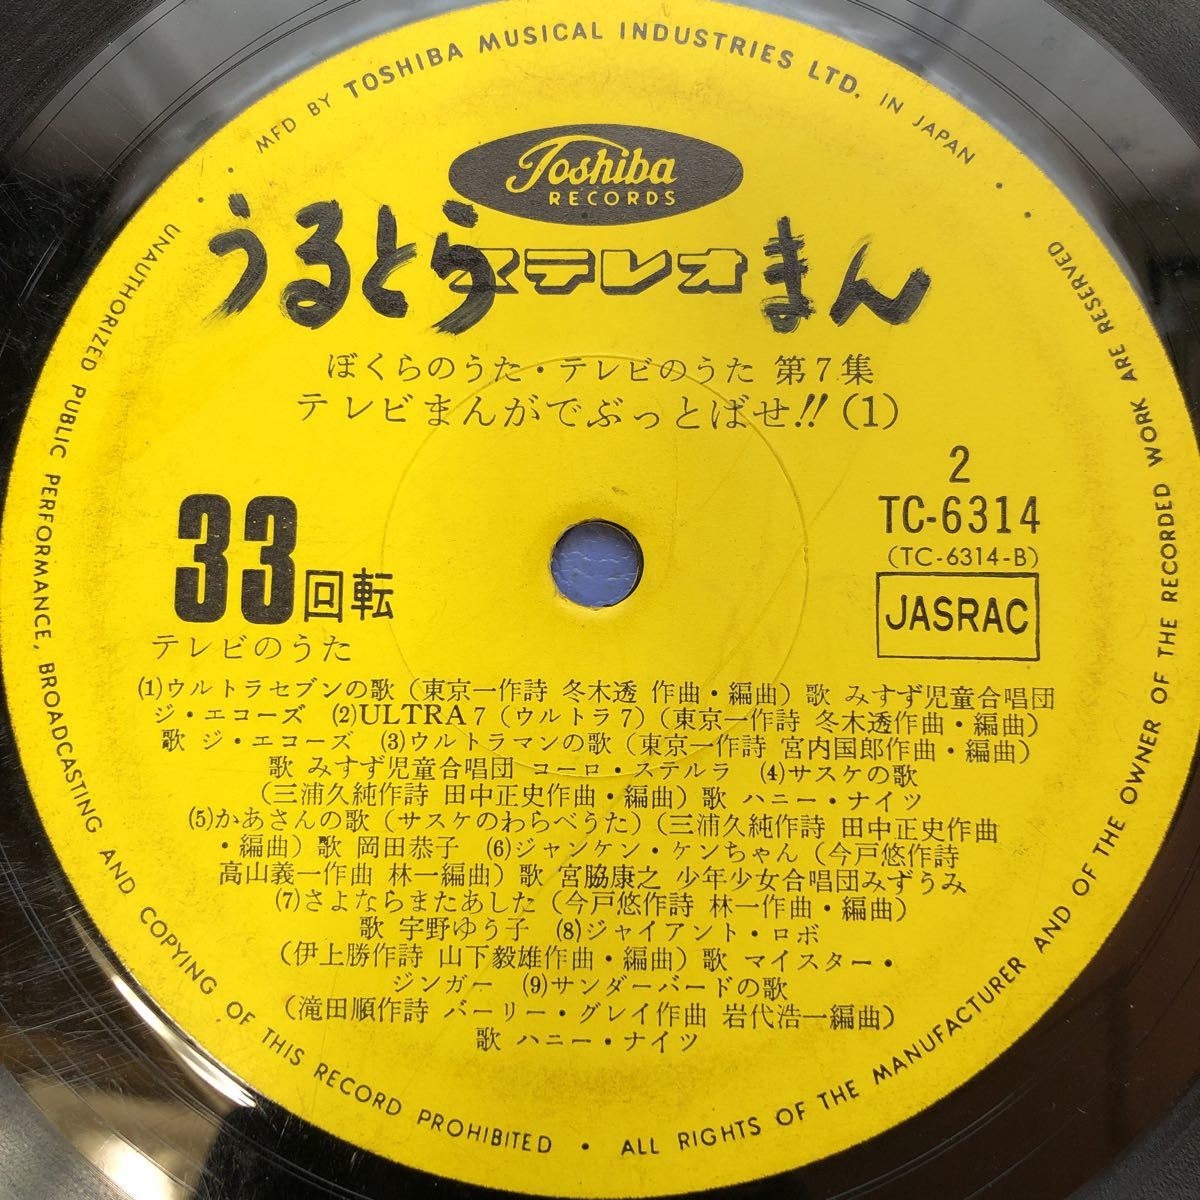 MFD BY TOSHIBA MUSICAL INDUSTRIES LTD. IN JAPAN
Toshiba
RECORDS
うるとら
ステレオ
まん
ぼくらのうた・テレビのうた 第7集
テレビまんがでぶっとばせ!!(1)
2
TC-6314
(TC-6314-B)
JASRAC
33回転
テレビのうた
(1)ウルトラセブンの歌(東京一作詩 冬木透 作曲・編曲)歌 みすず児童合唱団
ジ・エコーズ (2)ULTRA7(ウルトラ7)(東京一作詩 冬木透作曲・編曲)
歌 ジ・エコーズ (3)ウルトラマンの歌(東京一作詩 宮内国郎作曲・編曲)
歌 みすず児童合唱団 コーロ・ステルラ (4)サスケの歌
(三浦久純作詩 田中正史作曲・編曲)歌 ハニー・ナイツ
(5)かあさんの歌(サスケのわらべうた)(三浦久純作詩 田中正史作曲
・編曲)歌 岡田恭子 (6)ジャンケン・ケンちゃん(今戸悠作詩
高山義一作曲 林一編曲)歌 宮脇康之 少年少女合唱団みずうみ
(7)さよならまたあした(今戸悠作詩 林一作曲・編曲)
歌 宇野ゆう子 (8)ジャイアント・ロボ
(伊上勝作詩 山下毅雄作曲・編曲)歌 マイスター・
ジンガー (9)サンダーバードの歌
(滝田順作詩 バーリー・グレイ作曲 岩代浩一編曲)
歌 ハニー・ナイツ
UNAUTHORIZED PUBLIC PERFORMANCE, BROADCASTING AND COPYING OF THIS RECORD PROHIBITED • ALL RIGHTS OF THE MANUFACTURER AND OF THE OWNER OF THE RECORDED WORK ARE RESERVED